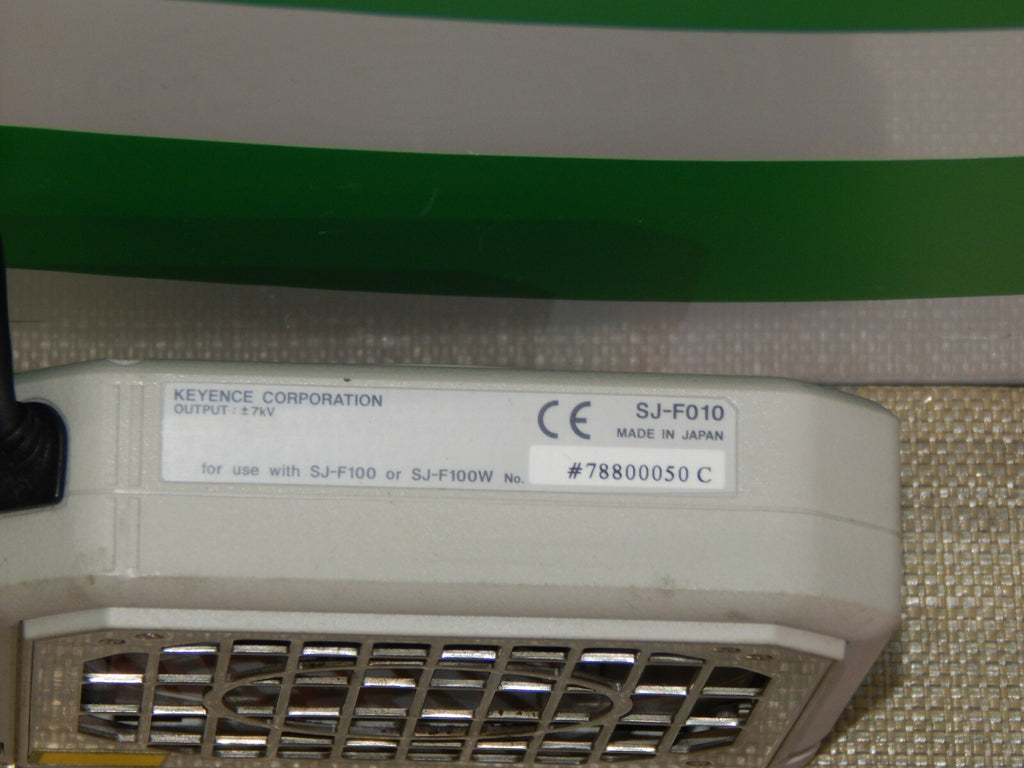 KEYENCE CORPORATION
OUTPUT : ±7kV
CE
SJ-F010
MADE IN JAPAN
for use with SJ-F100 or SJ-F100W No. #78800050 C